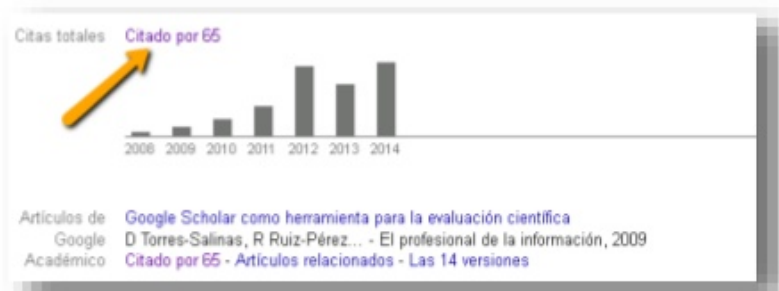 Citas totales Citado por 65
2008 2009 2010 2011 2012 2013 2014
Artículos de Google Scholar como herramienta para la evaluación científica
Google D Torres-Salinas, R Ruiz-Pérez... - El profesional de la información, 2009
Académico Citado por 65 - Artículos relacionados - Las 14 versiones